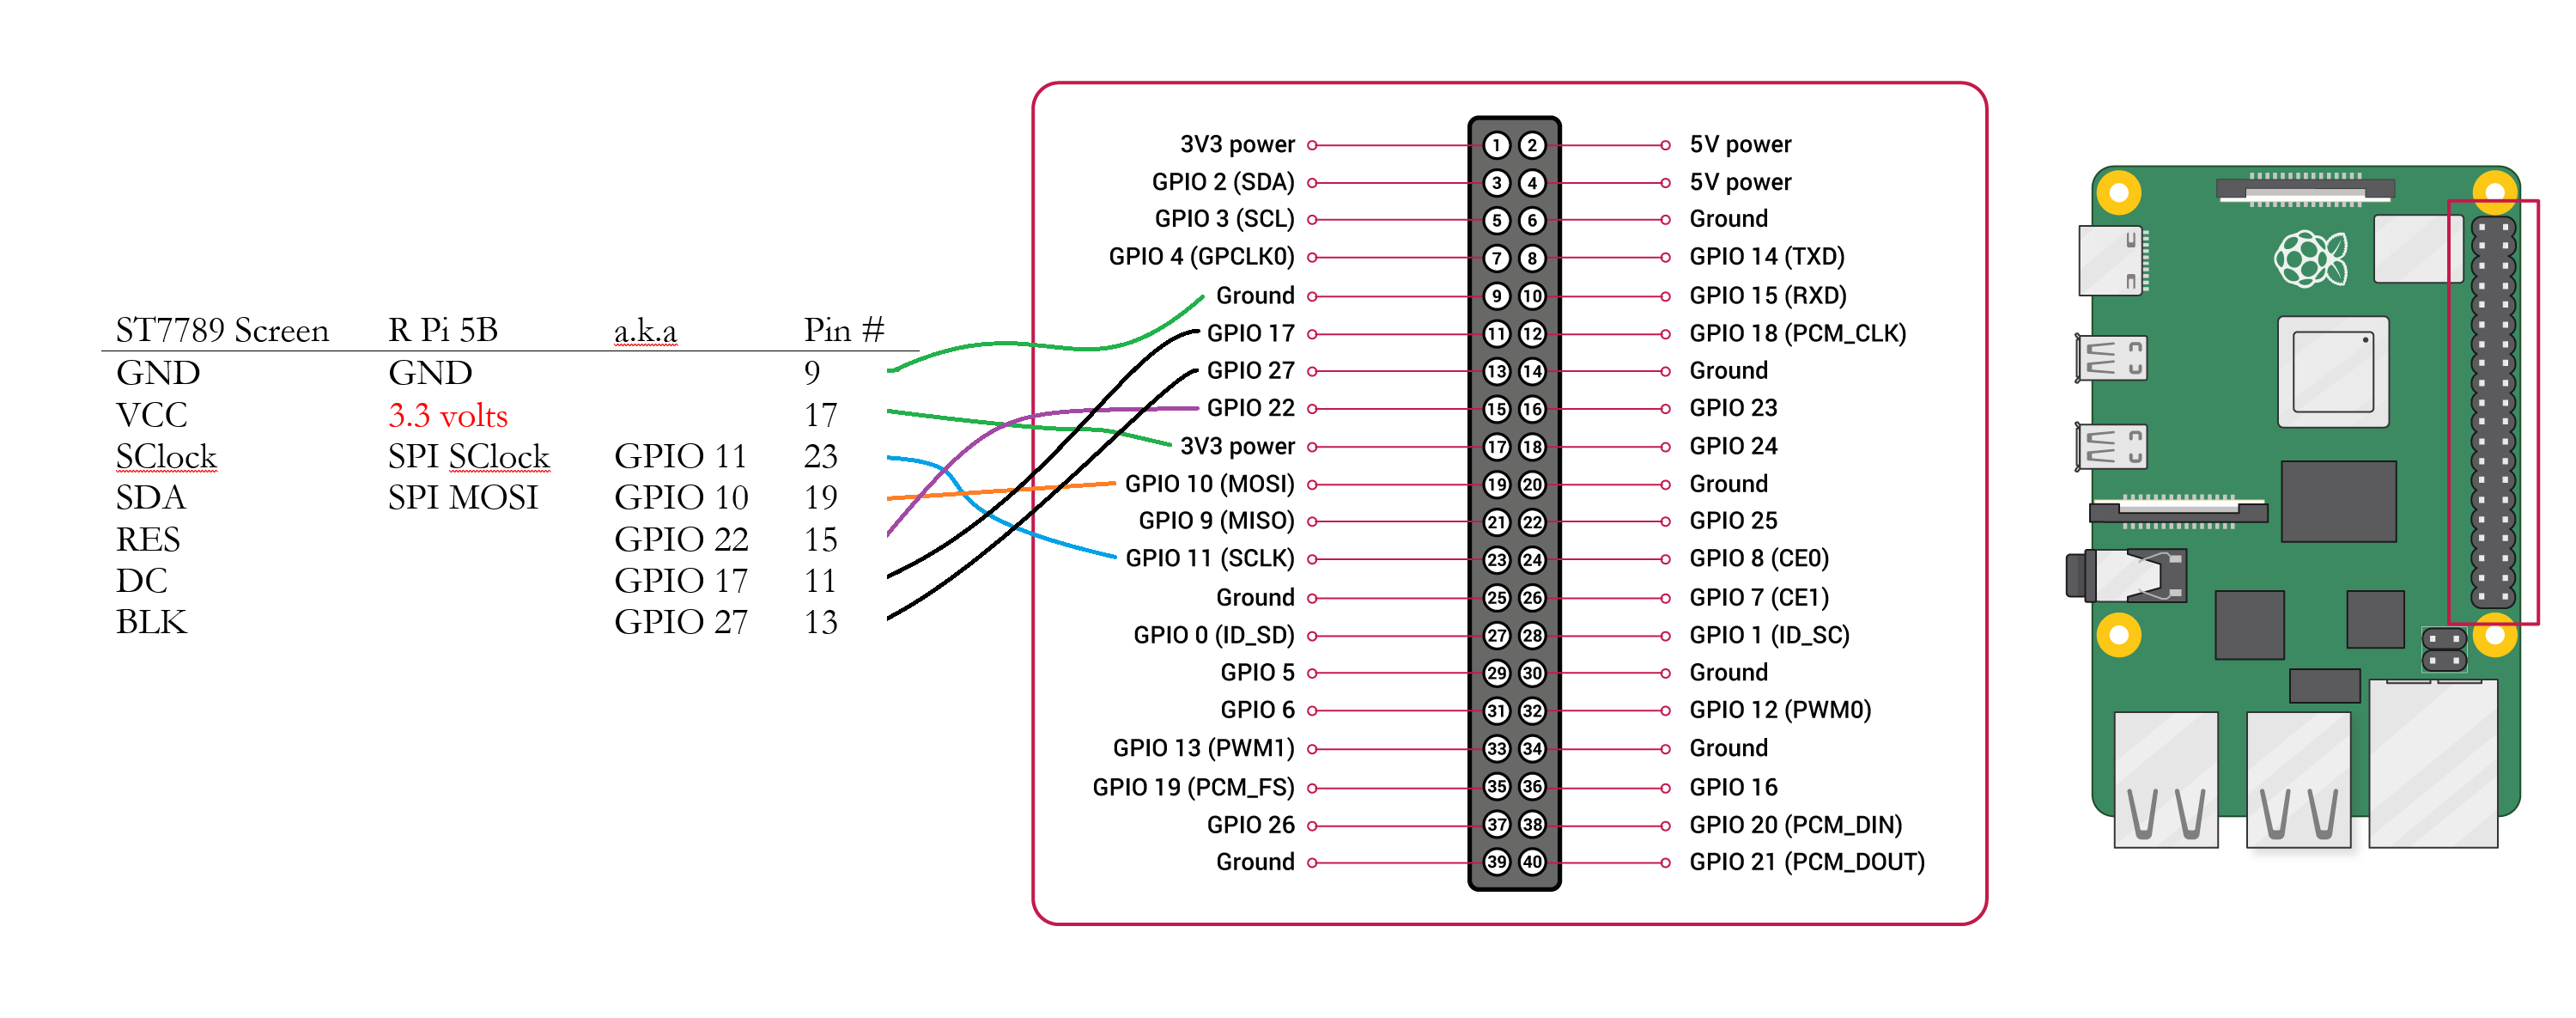 ST7789 Screen R Pi 5B a.k.a Pin #
GND GND 9
VCC 3.3 volts 17
SClock SPI SClock GPIO 11 23
SDA SPI MOSI GPIO 10 19
RES GPIO 22 15
DC GPIO 17 11
BLK GPIO 27 13
3V3 power 1 2 5V power
GPIO 2 (SDA) 3 4 5V power
GPIO 3 (SCL) 5 6 Ground
GPIO 4 (GPCLK0) 7 8 GPIO 14 (TXD)
Ground 9 10 GPIO 15 (RXD)
GPIO 17 11 12 GPIO 18 (PCM_CLK)
GPIO 27 13 14 Ground
GPIO 22 15 16 GPIO 23
3V3 power 17 18 GPIO 24
GPIO 10 (MOSI) 19 20 Ground
GPIO 9 (MISO) 21 22 GPIO 25
GPIO 11 (SCLK) 23 24 GPIO 8 (CE0)
Ground 25 26 GPIO 7 (CE1)
GPIO 0 (ID_SD) 27 28 GPIO 1 (ID_SC)
GPIO 5 29 30 Ground
GPIO 6 31 32 GPIO 12 (PWM0)
GPIO 13 (PWM1) 33 34 Ground
GPIO 19 (PCM_FS) 35 36 GPIO 16
GPIO 26 37 38 GPIO 20 (PCM_DIN)
Ground 39 40 GPIO 21 (PCM_DOUT)